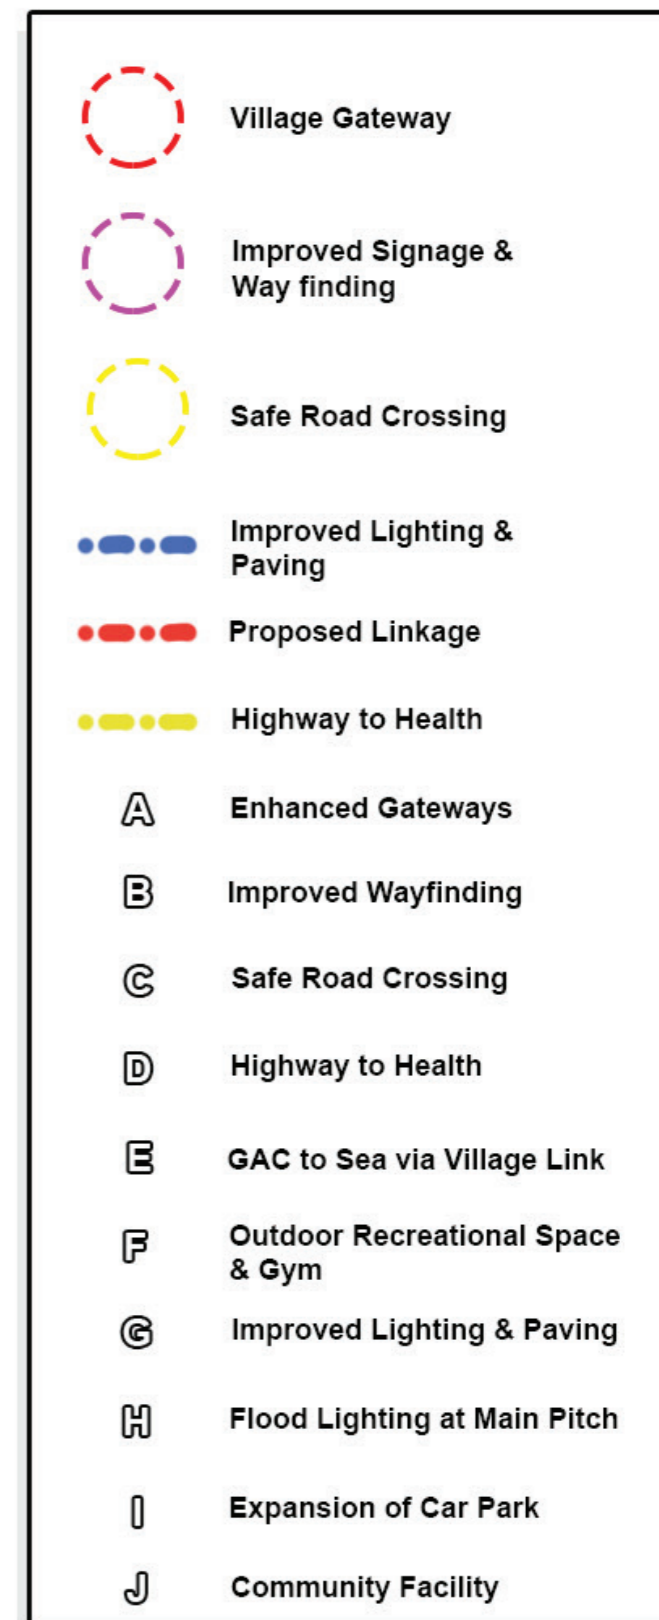 Village Gateway
Improved Signage &
Way finding
Safe Road Crossing
Improved Lighting &
Paving
Proposed Linkage
Highway to Health
A Enhanced Gateways
B Improved Wayfinding
C Safe Road Crossing
D Highway to Health
E GAC to Sea via Village Link
F Outdoor Recreational Space
& Gym
G Improved Lighting & Paving
H Flood Lighting at Main Pitch
I Expansion of Car Park
J Community Facility